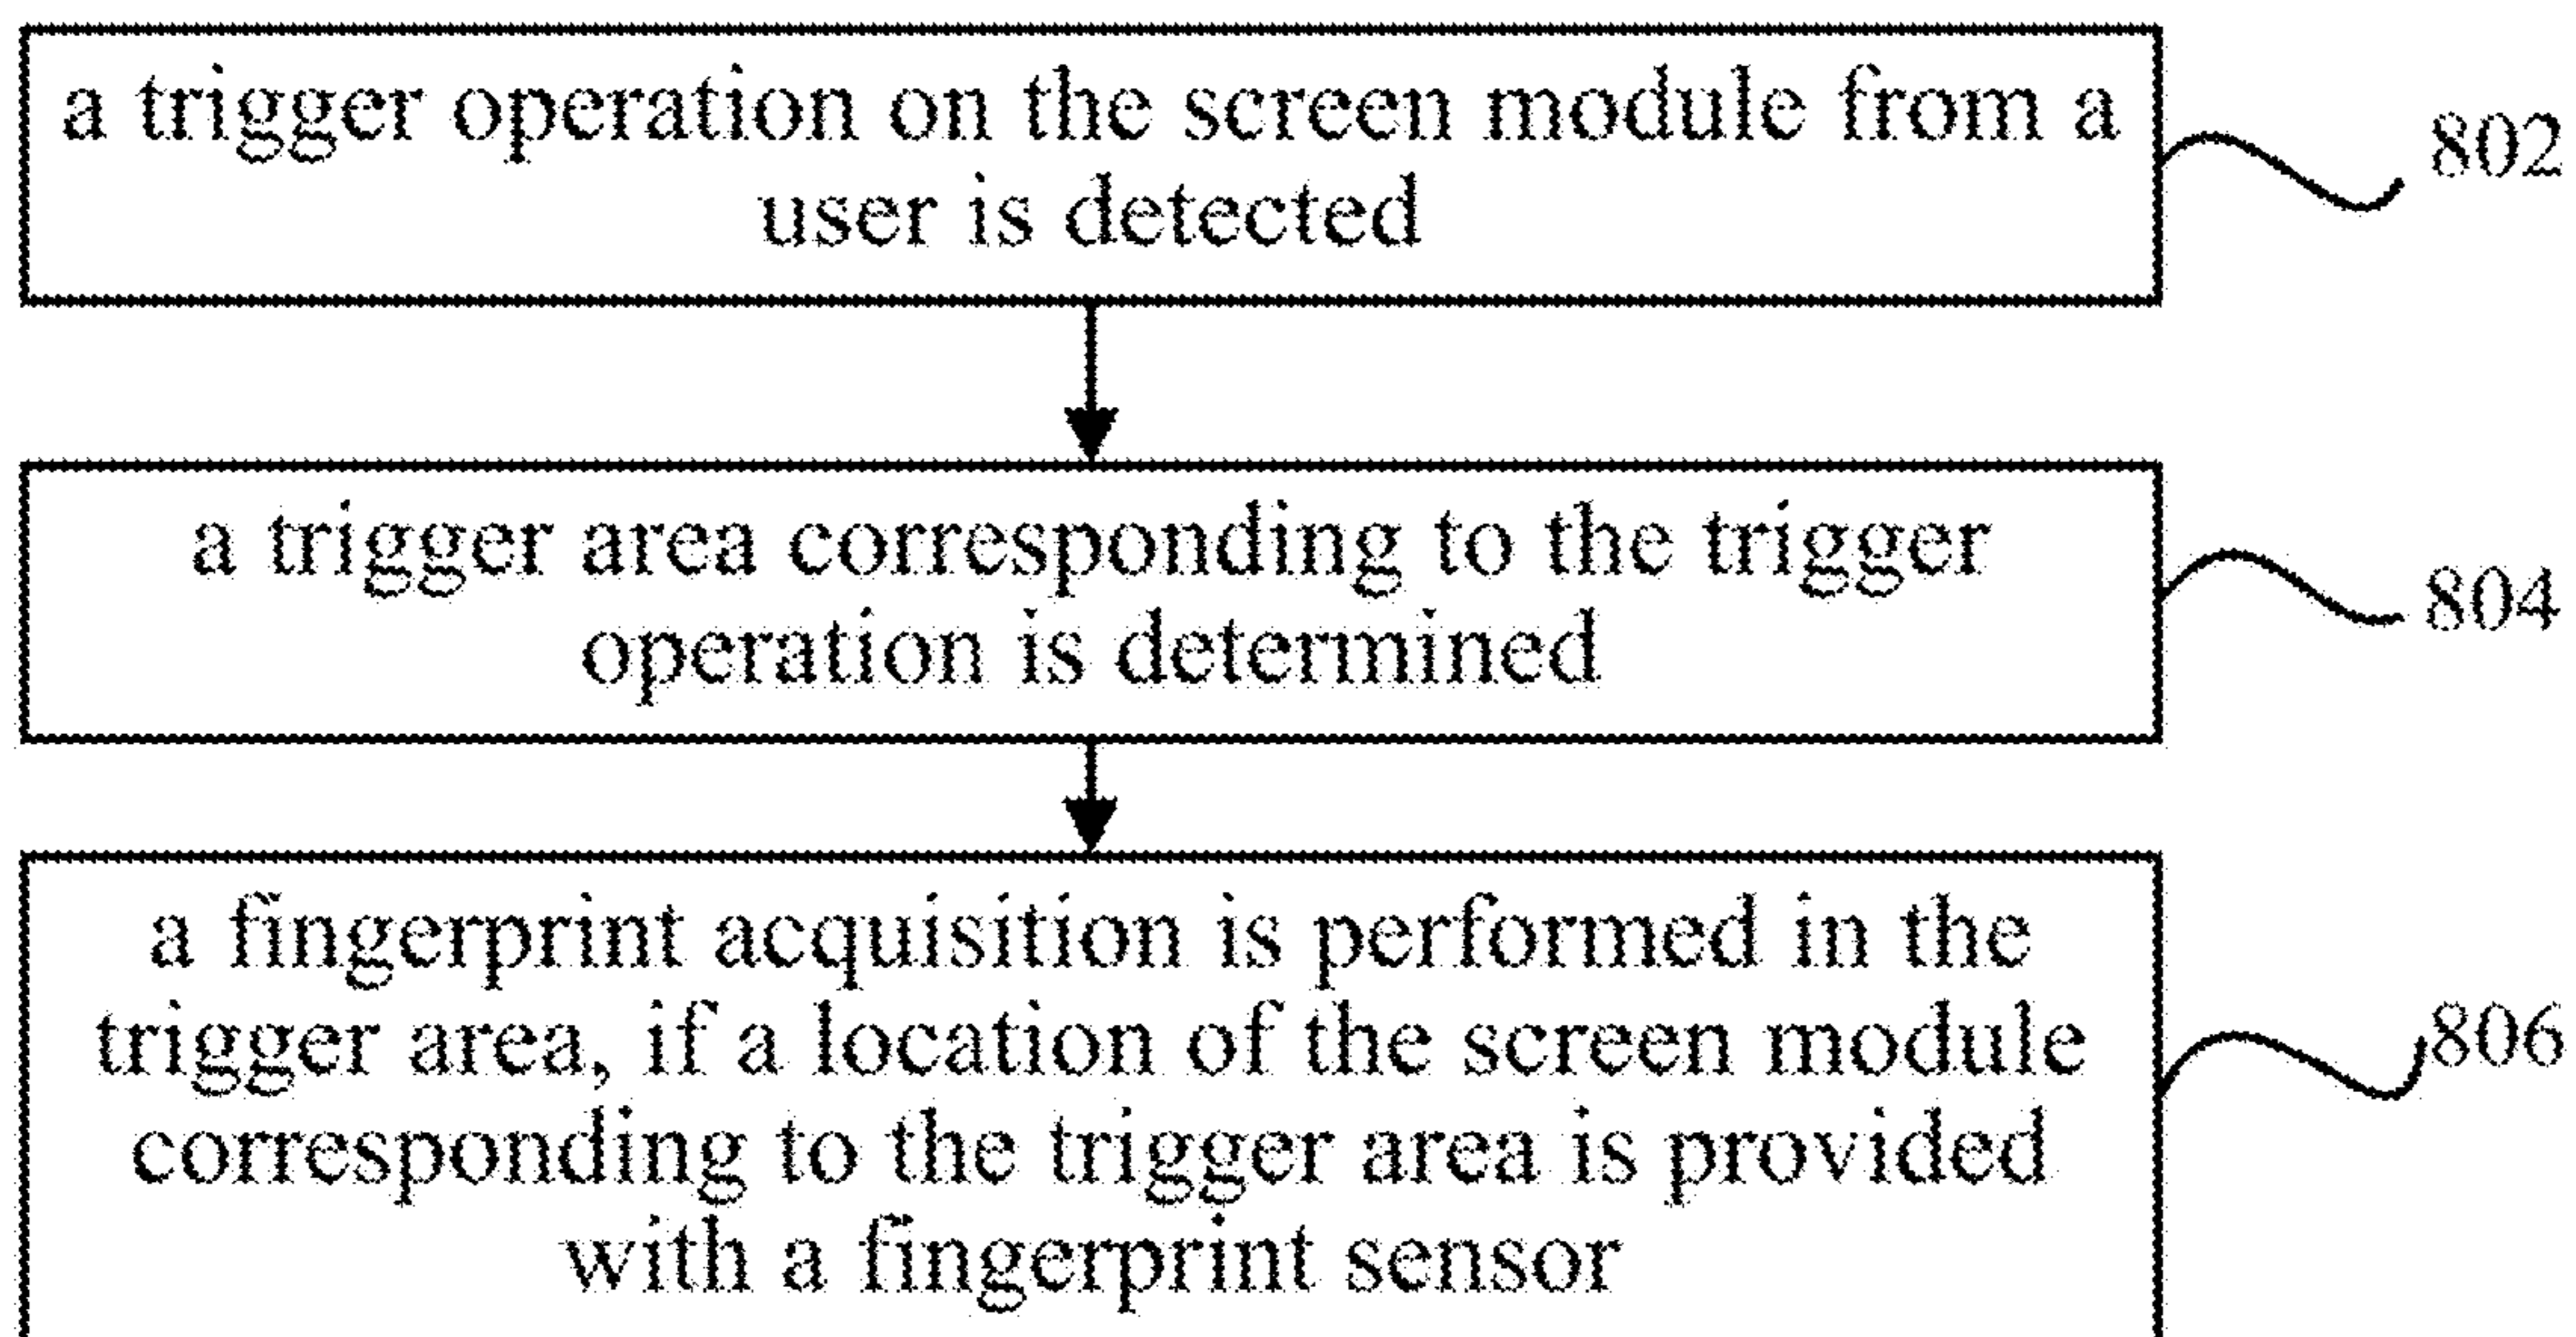 a trigger operation on the screen module from a
user is detected
802
a trigger area corresponding to the trigger
operation is determined
804
a fingerprint acquisition is performed in the
trigger area, if a location of the screen module
corresponding to the trigger area is provided
with a fingerprint sensor
806